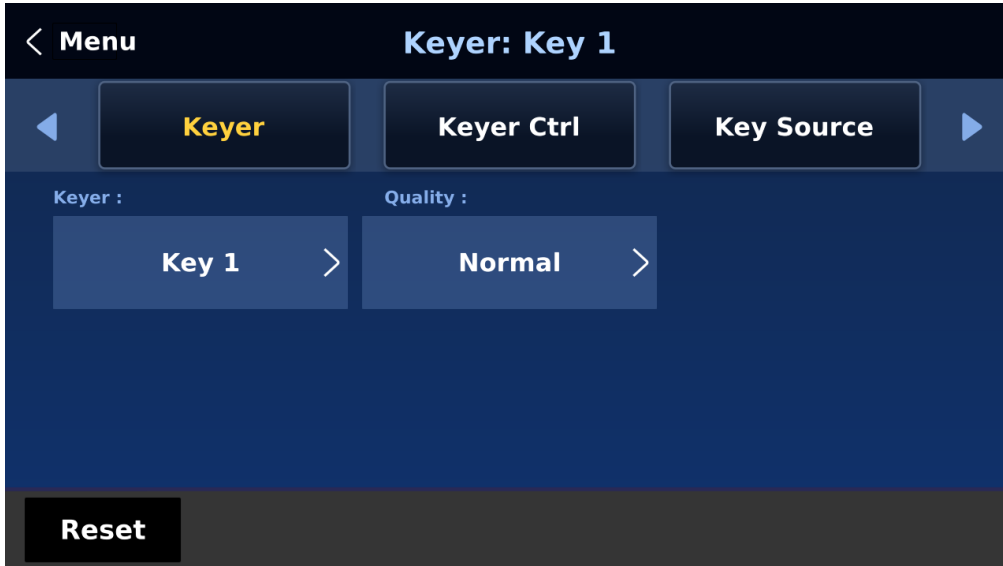 Menu
Keyer: Key 1
Keyer
Keyer Ctrl
Key Source
Keyer :
Quality :
Key 1
Normal
Reset